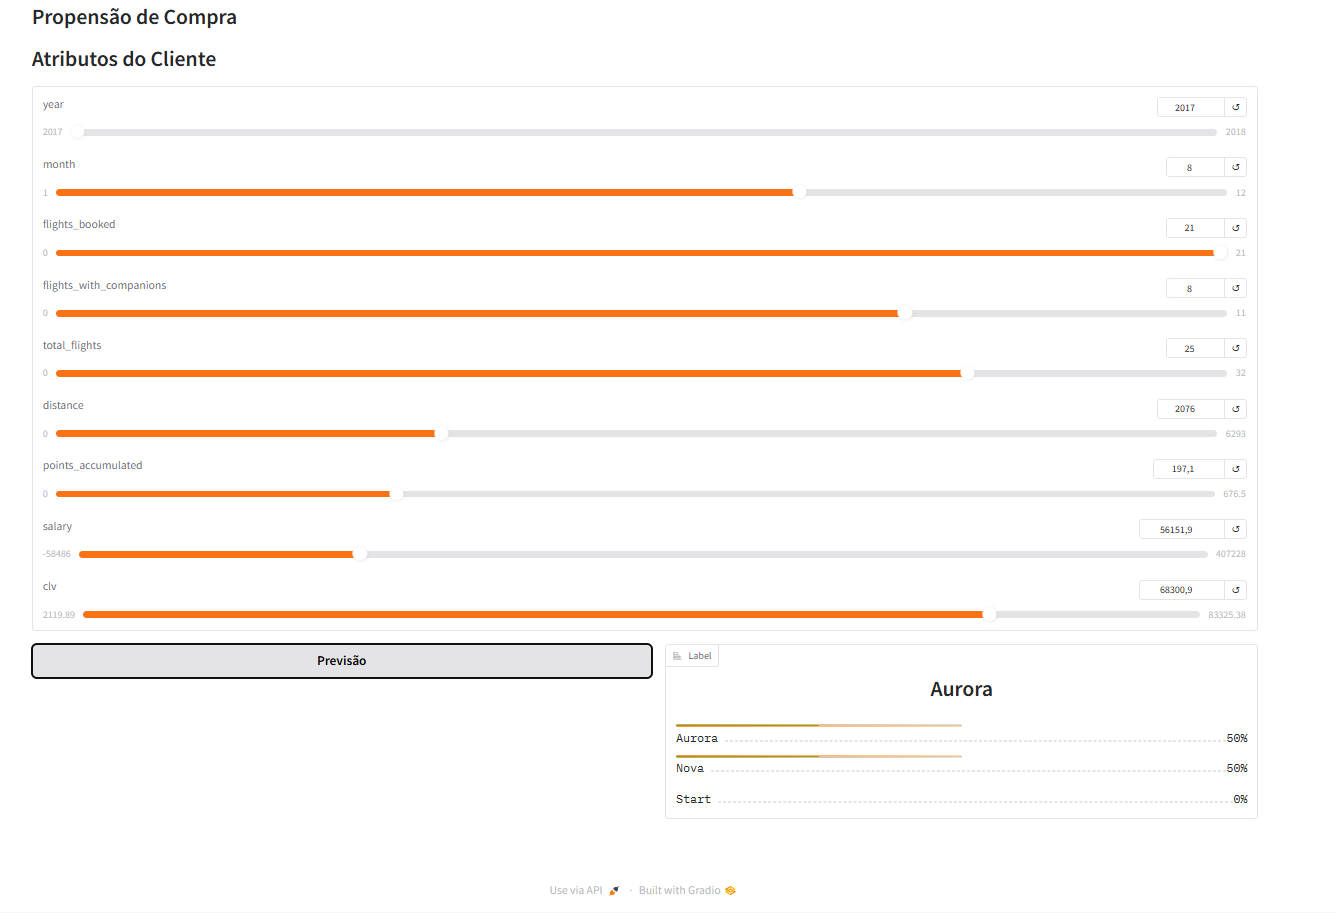 Propensão de Compra
Atributos do Cliente
year
2017 ↺
2017 2018
month
8 ↺
1 12
flights_booked
21 ↺
0 21
flights_with_companions
8 ↺
0 11
total_flights
25 ↺
0 32
distance
2076 ↺
0 6293
points_accumulated
197,1 ↺
0 676.5
salary
56151,9 ↺
-58486 407228
clv
68300,9 ↺
2119.89 83325.38
Previsão
Label
Aurora
Aurora 50%
Nova 50%
Start 0%
Use via API · Built with Gradio